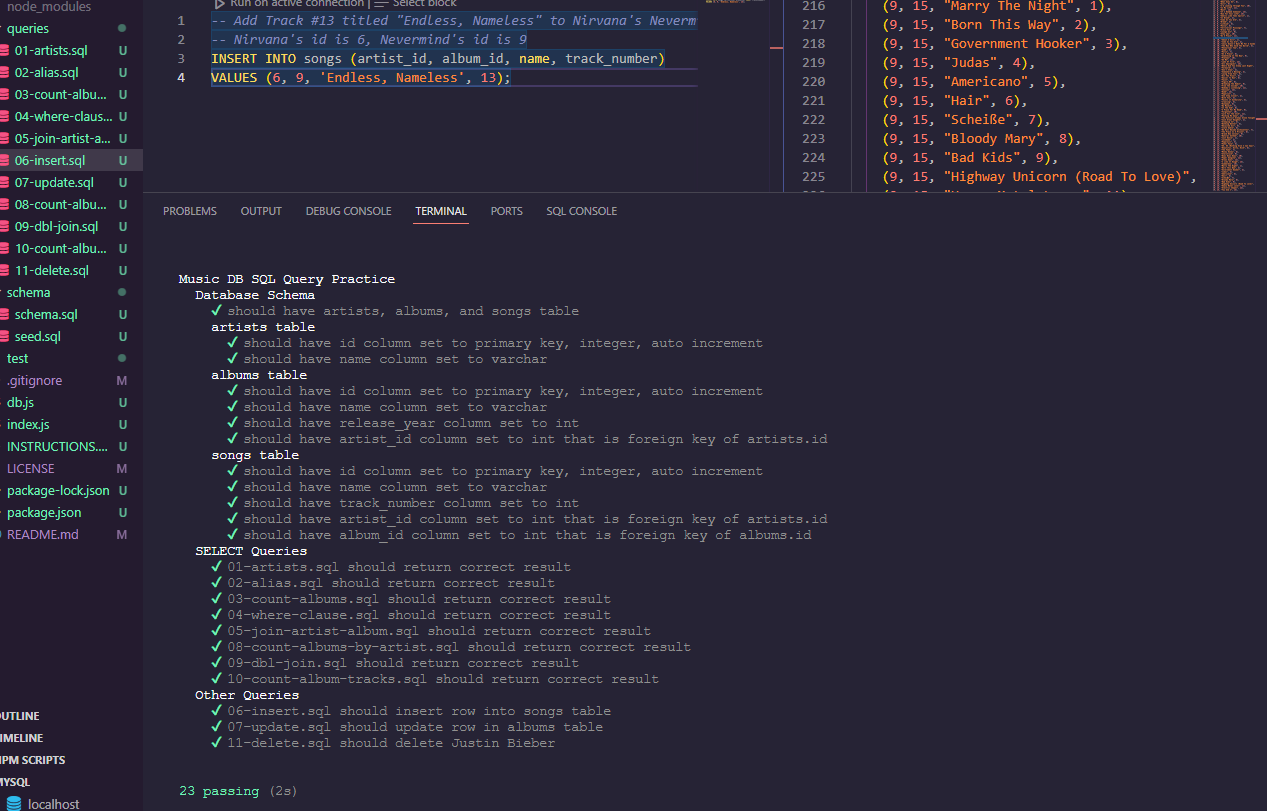 node_modules
queries
01-artists.sql U
02-alias.sql U
03-count-albu... U
04-where-claus... U
05-join-artist-a... U
06-insert.sql U
07-update.sql U
08-count-albu... U
09-dbl-join.sql U
10-count-albu... U
11-delete.sql U
schema
schema.sql U
seed.sql U
test
.gitignore M
db.js U
index.js U
INSTRUCTIONS.... U
LICENSE M
package-lock.json U
package.json U
README.md M
OUTLINE
TIMELINE
NPM SCRIPTS
MYSQL
localhost
Run on active connection | Select block
1 -- Add Track #13 titled "Endless, Nameless" to Nirvana's Neverm
2 -- Nirvana's id is 6, Nevermind's id is 9
3 INSERT INTO songs (artist_id, album_id, name, track_number)
4 VALUES (6, 9, 'Endless, Nameless', 13);
216 (9, 15, "Marry The Night", 1),
217 (9, 15, "Born This Way", 2),
218 (9, 15, "Government Hooker", 3),
219 (9, 15, "Judas", 4),
220 (9, 15, "Americano", 5),
221 (9, 15, "Hair", 6),
222 (9, 15, "Scheiße", 7),
223 (9, 15, "Bloody Mary", 8),
224 (9, 15, "Bad Kids", 9),
225 (9, 15, "Highway Unicorn (Road To Love)",
PROBLEMS OUTPUT DEBUG CONSOLE TERMINAL PORTS SQL CONSOLE
Music DB SQL Query Practice
Database Schema
✓ should have artists, albums, and songs table
artists table
✓ should have id column set to primary key, integer, auto increment
✓ should have name column set to varchar
albums table
✓ should have id column set to primary key, integer, auto increment
✓ should have name column set to varchar
✓ should have release_year column set to int
✓ should have artist_id column set to int that is foreign key of artists.id
songs table
✓ should have id column set to primary key, integer, auto increment
✓ should have name column set to varchar
✓ should have track_number column set to int
✓ should have artist_id column set to int that is foreign key of artists.id
✓ should have album_id column set to int that is foreign key of albums.id
SELECT Queries
✓ 01-artists.sql should return correct result
✓ 02-alias.sql should return correct result
✓ 03-count-albums.sql should return correct result
✓ 04-where-clause.sql should return correct result
✓ 05-join-artist-album.sql should return correct result
✓ 08-count-albums-by-artist.sql should return correct result
✓ 09-dbl-join.sql should return correct result
✓ 10-count-album-tracks.sql should return correct result
Other Queries
✓ 06-insert.sql should insert row into songs table
✓ 07-update.sql should update row in albums table
✓ 11-delete.sql should delete Justin Bieber
23 passing (2s)